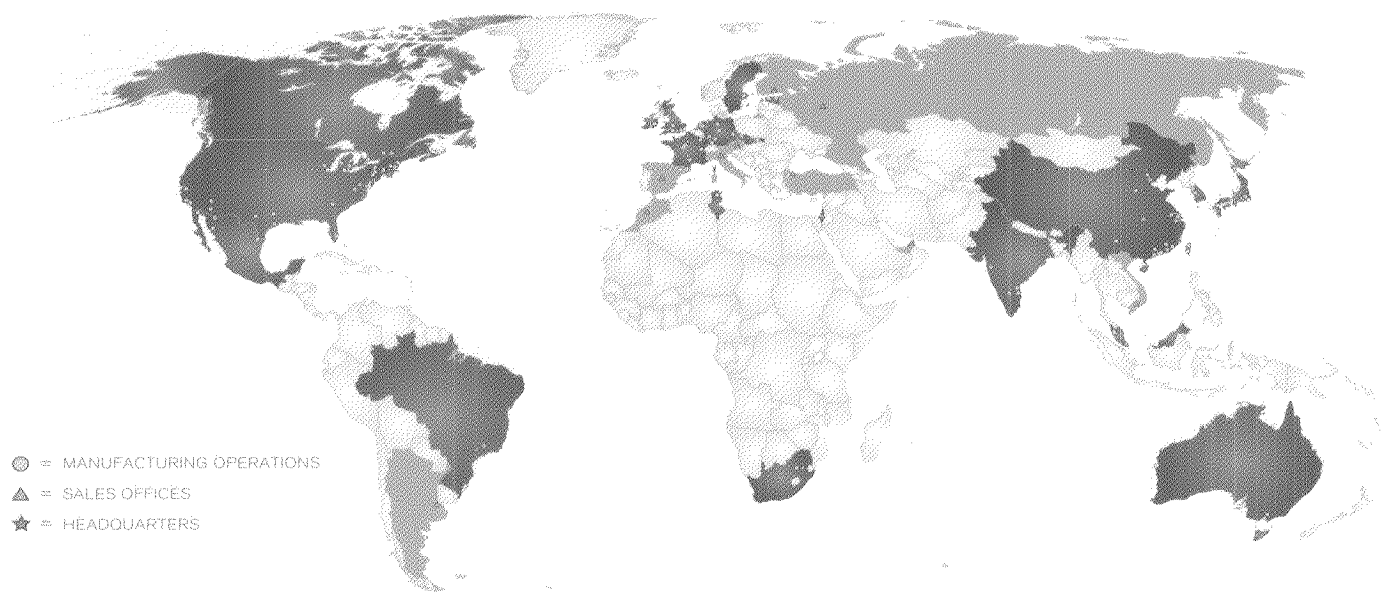 = MANUFACTURING OPERATIONS
= SALES OFFICES
= HEADQUARTERS